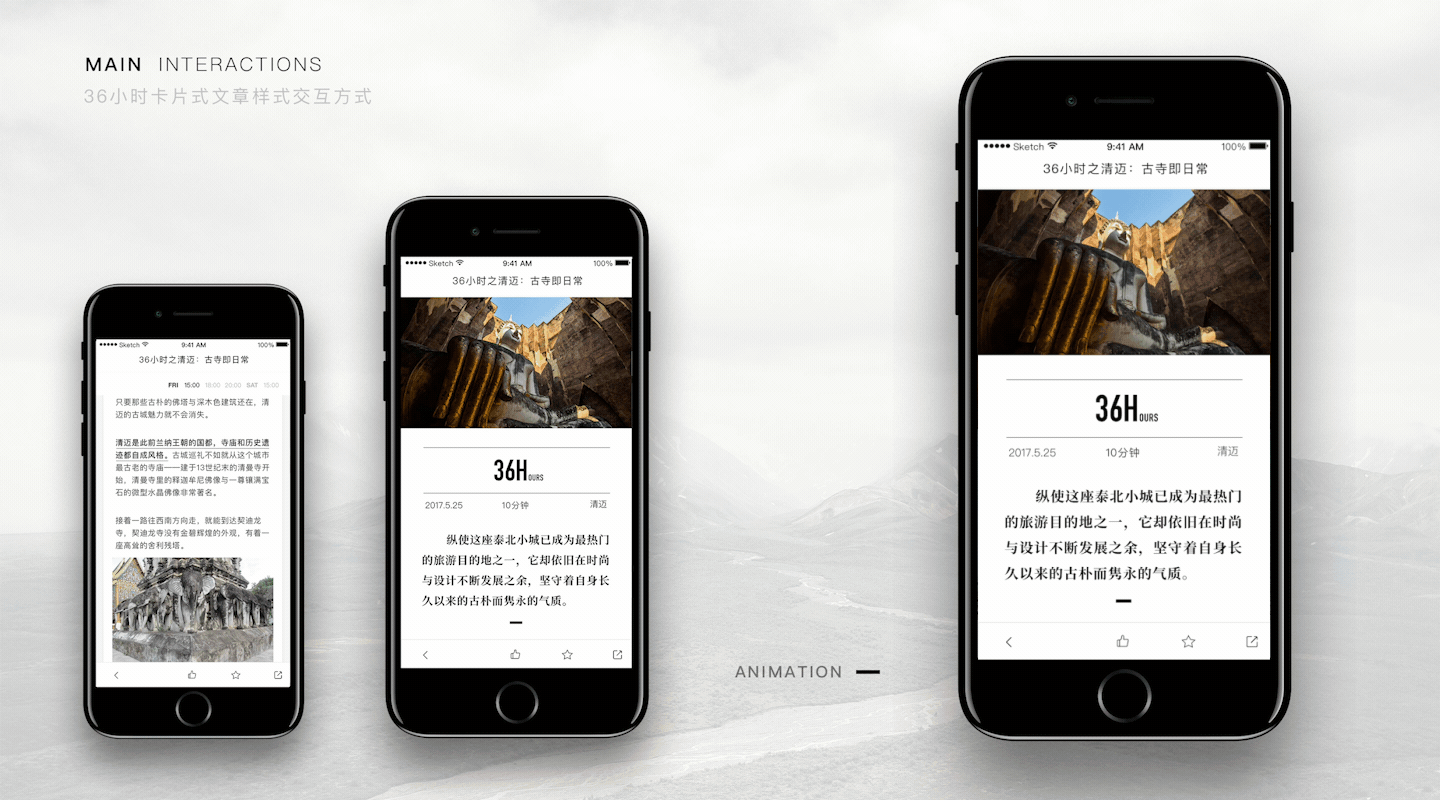 MAIN INTERACTIONS
36小时卡片式文章样式交互方式
Sketch 9:41 AM 100%
36小时之清迈：古寺即日常
FRI 15:00 18:00 20:00 SAT 15:00
只要那些古朴的佛塔与深木色建筑还在，清
迈的古城魅力就不会消失。
清迈是此前兰纳王朝的国都，寺庙和历史遗
迹都自成风格。古城巡礼不如就从这个城市
最古老的寺庙——建于13世纪末的清曼寺开
始，清曼寺里的释迦牟尼佛像与一尊镶满宝
石的微型水晶佛像非常著名。
接着一路往西南方向走，就能到达契迪龙
寺，契迪龙寺没有金碧辉煌的外观，有着一
座高耸的舍利残塔。
Sketch 9:41 AM 100%
36小时之清迈：古寺即日常
36HOURS
2017.5.25 10分钟 清迈
纵使这座泰北小城已成为最热门
的旅游目的地之一，它却依旧在时尚
与设计不断发展之余，坚守着自身长
久以来的古朴而隽永的气质。
ANIMATION
Sketch 9:41 AM 100%
36小时之清迈：古寺即日常
36HOURS
2017.5.25 10分钟 清迈
纵使这座泰北小城已成为最热门
的旅游目的地之一，它却依旧在时尚
与设计不断发展之余，坚守着自身长
久以来的古朴而隽永的气质。